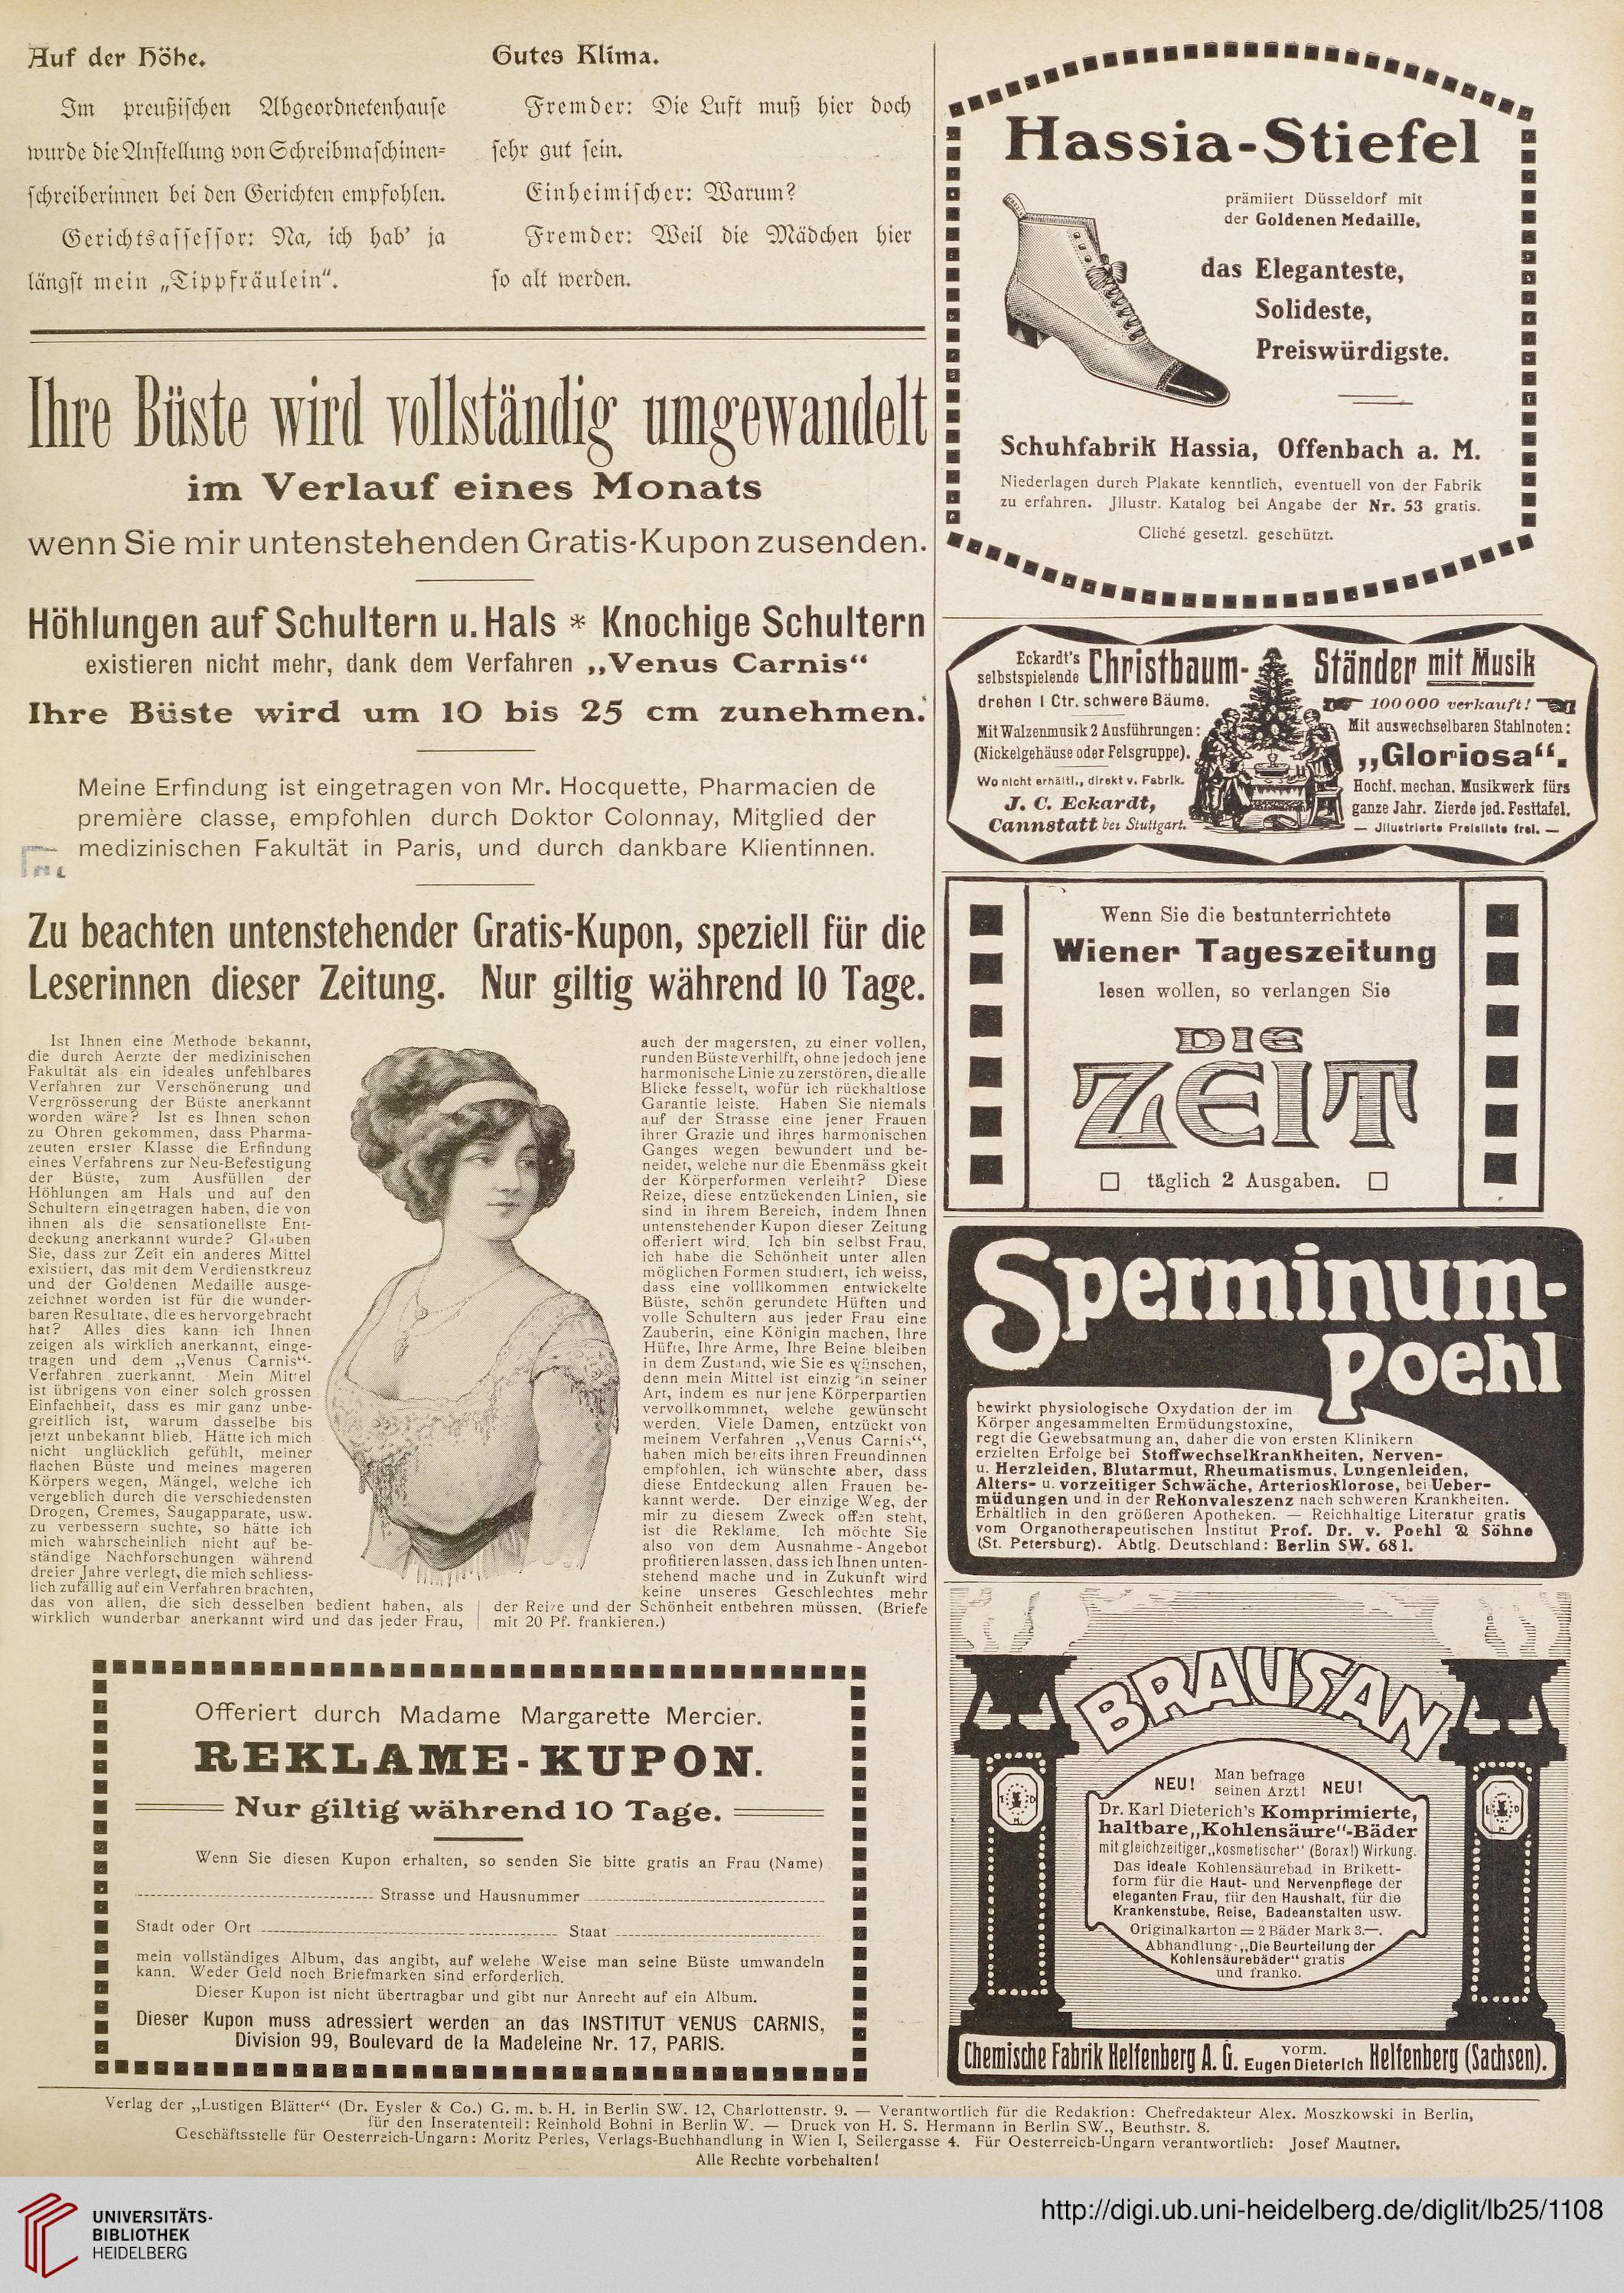 Auf der Höhe.
Im preußischen Abgeordnetenhause
wurde die Anstellung von Schreibmaschinen-
schreiberinnen bei den Gerichten empfohlen.
Gerichtsassessor: Na, ich hab' ja
längst mein „Tippfräulein“.
Gutes Klima.
Fremder: Die Luft muß hier doch
sehr gut sein.
Einheimischer: Warum?
Fremder: Weil die Mädchen hier
so alt werden.
Ihre Büste wird vollständig umgewandelt
im Verlauf eines Monats
wenn Sie mir untenstehenden Gratis-Kupon zusenden.
Höhlungen auf Schultern u. Hals * Knochige Schultern
existieren nicht mehr, dank dem Verfahren „Venus Carnis“
Ihre Büste wird um 10 bis 25 cm zunehmen.
Meine Erfindung ist eingetragen von Mr. Hocquette, Pharmacien de
première classe, empfohlen durch Doktor Colonnay, Mitglied der
medizinischen Fakultät in Paris, und durch dankbare Klientinnen.
Zu beachten untenstehender Gratis-Kupon, speziell für die
Leserinnen dieser Zeitung. Nur giltig während 10 Tage.
Ist Ihnen eine Methode bekannt,
die durch Aerzte der medizinischen
Fakultät als ein ideales unfehlbares
Verfahren zur Verschönerung und
Vergrösserung der Büste anerkannt
worden wäre? Ist es Ihnen schon
zu Ohren gekommen, dass Pharma-
zeuten erster Klasse die Erfindung
eines Verfahrens zur Neu-Befestigung
der Büste, zum Ausfüllen der
Höhlungen am Hals und auf den
Schultern eingetragen haben, die von
ihnen als die sensationellste Ent-
deckung anerkannt wurde? Glauben
Sie, dass zur Zeit ein anderes Mittel
existiert, das mit dem Verdienstkreuz
und der Goldenen Medaille ausge-
zeichnet worden ist für die wunder-
baren Resultate, die es hervorgebracht
hat? Alles dies kann ich Ihnen
zeigen als wirklich anerkannt, einge-
tragen und dem „Venus Carnis“-
Verfahren zuerkannt. Mein Mittel
ist übrigens von einer solch grossen
Einfachheit, dass es mir ganz unbe-
greiflich ist, warum dasselbe bis
jetzt unbekannt blieb. Hätte ich mich
nicht unglücklich gefühlt, meiner
flachen Büste und meines mageren
Körpers wegen, Mängel, welche ich
vergeblich durch die verschiedensten
Drogen, Cremes, Saugapparate, usw.
zu verbessern suchte, so hätte ich
mich wahrscheinlich nicht auf be-
ständige Nachforschungen während
dreier Jahre verlegt, die mich schliess-
lich zufällig auf ein Verfahren brachten,
das von allen, die sich desselben bedient haben, als
wirklich wunderbar anerkannt wird und das jeder Frau,
auch der magersten, zu einer vollen,
runden Büste verhilft, ohne jedoch jene
harmonische Linie zu zerstören, die alle
Blicke fesselt, wofür ich rückhaltlose
Garantie leiste. Haben Sie niemals
auf der Strasse eine jener Frauen
ihrer Grazie und ihres harmonischen
Ganges wegen bewundert und be-
neidet, welche nur die Ebenmäss gkeit
der Körperformen verleiht? Diese
Reize, diese entzückenden Linien, sie
sind in ihrem Bereich, indem Ihnen
untenstehender Kupon dieser Zeitung
offeriert wird. Ich bin selbst Frau,
ich habe die Schönheit unter allen
möglichen Formen studiert, ich weiss,
dass eine volllkommen entwickelte
Büste, schön gerundete Hüften und
volle Schultern aus jeder Frau eine
Zauberin, eine Königin machen, Ihre
Hüfte, Ihre Arme, Ihre Beine bleiben
in dem Zustand, wie Sie es wünschen,
denn mein Mittel ist einzig in seiner
Art, indem es nur jene Körperpartien
vervollkommnet, welche gewünscht
werden. Viele Damen, entzückt von
meinem Verfahren „Venus Carnis“,
haben mich bereits ihren Freundinnen
empfohlen, ich wünschte aber, dass
diese Entdeckung allen Frauen be-
kannt werde. Der einzige Weg, der
mir zu diesem Zweck offen steht,
ist die Reklame. Ich möchte Sie
also von dem Ausnahme-Angebot
profitieren lassen, dass ich Ihnen unten-
stehend mache und in Zukunft wird
keine unseres Geschlechtes mehr
der Reize und der Schönheit entbehren müssen. (Briefe
mit 20 Pf. frankieren.)
Offeriert durch Madame Margarette Mercier.
REKLAME-KUPON.
Nur giltig während 10 Tage.
Wenn Sie diesen Kupon erhalten, so senden Sie bitte gratis an Frau (Name)
Strasse und Hausnummer
Stadt oder Ort Staat
mein vollständiges Album, das angibt, auf welehe Weise man seine Büste umwandeln
kann. Weder Geld noch Briefmarken sind erforderlich.
Dieser Kupon ist nicht übertragbar und gibt nur Anrecht auf ein Album.
Dieser Kupon muss adressiert werden an das INSTITUT VENUS CARNIS,
Division 99, Boulevard de la Madeleine Nr. 17, PARIS.
Hassia-Stiefel
prämiiert Düsseldorf mit
der Goldenen Medaille,
das Eleganteste,
Solideste,
Preiswürdigste.
Schuhfabrik Hassia, Offenbach a. M.
Niederlagen durch Plakate kenntlich, eventuell von der Fabrik
zu erfahren. Jllustr. Katalog bei Angabe der Nr. 53 gratis.
Cliché gesetzl. geschützt.
Eckardt's
selbstspielende Christbaum-Ständer mit Musik
drehen 1 Ctr. schwere Bäume.
Mit Walzenmusik 2 Ausführungen:
(Nickelgehäuse oder Felsgruppe).
Wo nicht erhältl., direkt v. Fabrik.
J. C. Eckardt,
Cannstatt bei Stuttgart.
100000 verkauft!
Mit auswechselbaren Stahlnoten:
„Gloriosa“.
Hochf. mechan. Musikwerk fürs
ganze Jahr. Zierde jed. Festtafel.
— Jllustrierte Preisliste frei. —
Wenn Sie die bestunterrichtete
Wiener Tageszeitung
lesen wollen, so verlangen Sie
DIE
ZEIT
täglich 2 Ausgaben.
Sperminum-
Poehl
bewirkt physiologische Oxydation der im
Körper angesammelten Ermüdungstoxine,
regt die Gewebsatmung an, daher die von ersten Klinikern
erzielten Erfolge bei Stoffwechselkrankheiten, Nerven-
u. Herzleiden, Blutarmut, Rheumatismus, Lungenleiden,
Alters- u. vorzeitiger Schwäche, Arteriosklorose, bei Ueber-
müdungen und in der Rekonvaleszenz nach schweren Krankheiten.
Erhältlich in den größeren Apotheken. — Reichhaltige Literatur gratis
vom Organotherapeutischen Institut Prof. Dr. v. Poehl & Söhne
(St. Petersburg). Abtlg. Deutschland: Berlin SW. 68 1.
BRAUSAN
NEU! Man befrage
seinen Arzt! NEU!
Dr. Karl Dieterich's Komprimierte,
haltbare „Kohlensäure“-Bäder
mit gleichzeitiger „kosmetischer“ (Borax!) Wirkung.
Das ideale Kohlensäurebad in Brikett-
form für die Haut- und Nervenpflege der
eleganten Frau, für den Haushalt, für die
Krankenstube, Reise, Badeanstalten usw.
Originalkarton = 2 Bäder Mark 3.—.
Abhandlung: „Die Beurteilung der
Kohlensäurebäder“ gratis
und franko.
Chemische Fabrik Helfenberg A. G. vorm.
Eugen Dieterich Helfenberg (Sachsen).
Verlag der „Lustigen Blätter“ (Dr. Eysler & Co.) G. m. b. H. in Berlin SW. 12, Charlottenstr. 9. — Verantwortlich für die Redaktion: Chefredakteur Alex. Moszkowski in Berlin,
für den Inseratenteil: Reinhold Bohni in Berlin W. — Druck von H. S. Hermann in Berlin SW., Beuthstr. 8.
Geschäftsstelle für Oesterreich-Ungarn: Moritz Perles, Verlags-Buchhandlung in Wien I, Seilergasse 4. Für Oesterreich-Ungarn verantwortlich: Josef Mautner.
Alle Rechte vorbehalten!
UNIVERSITÄTS-
BIBLIOTHEK
HEIDELBERG
http://digi.ub.uni-heidelberg.de/diglit/lb25/1108